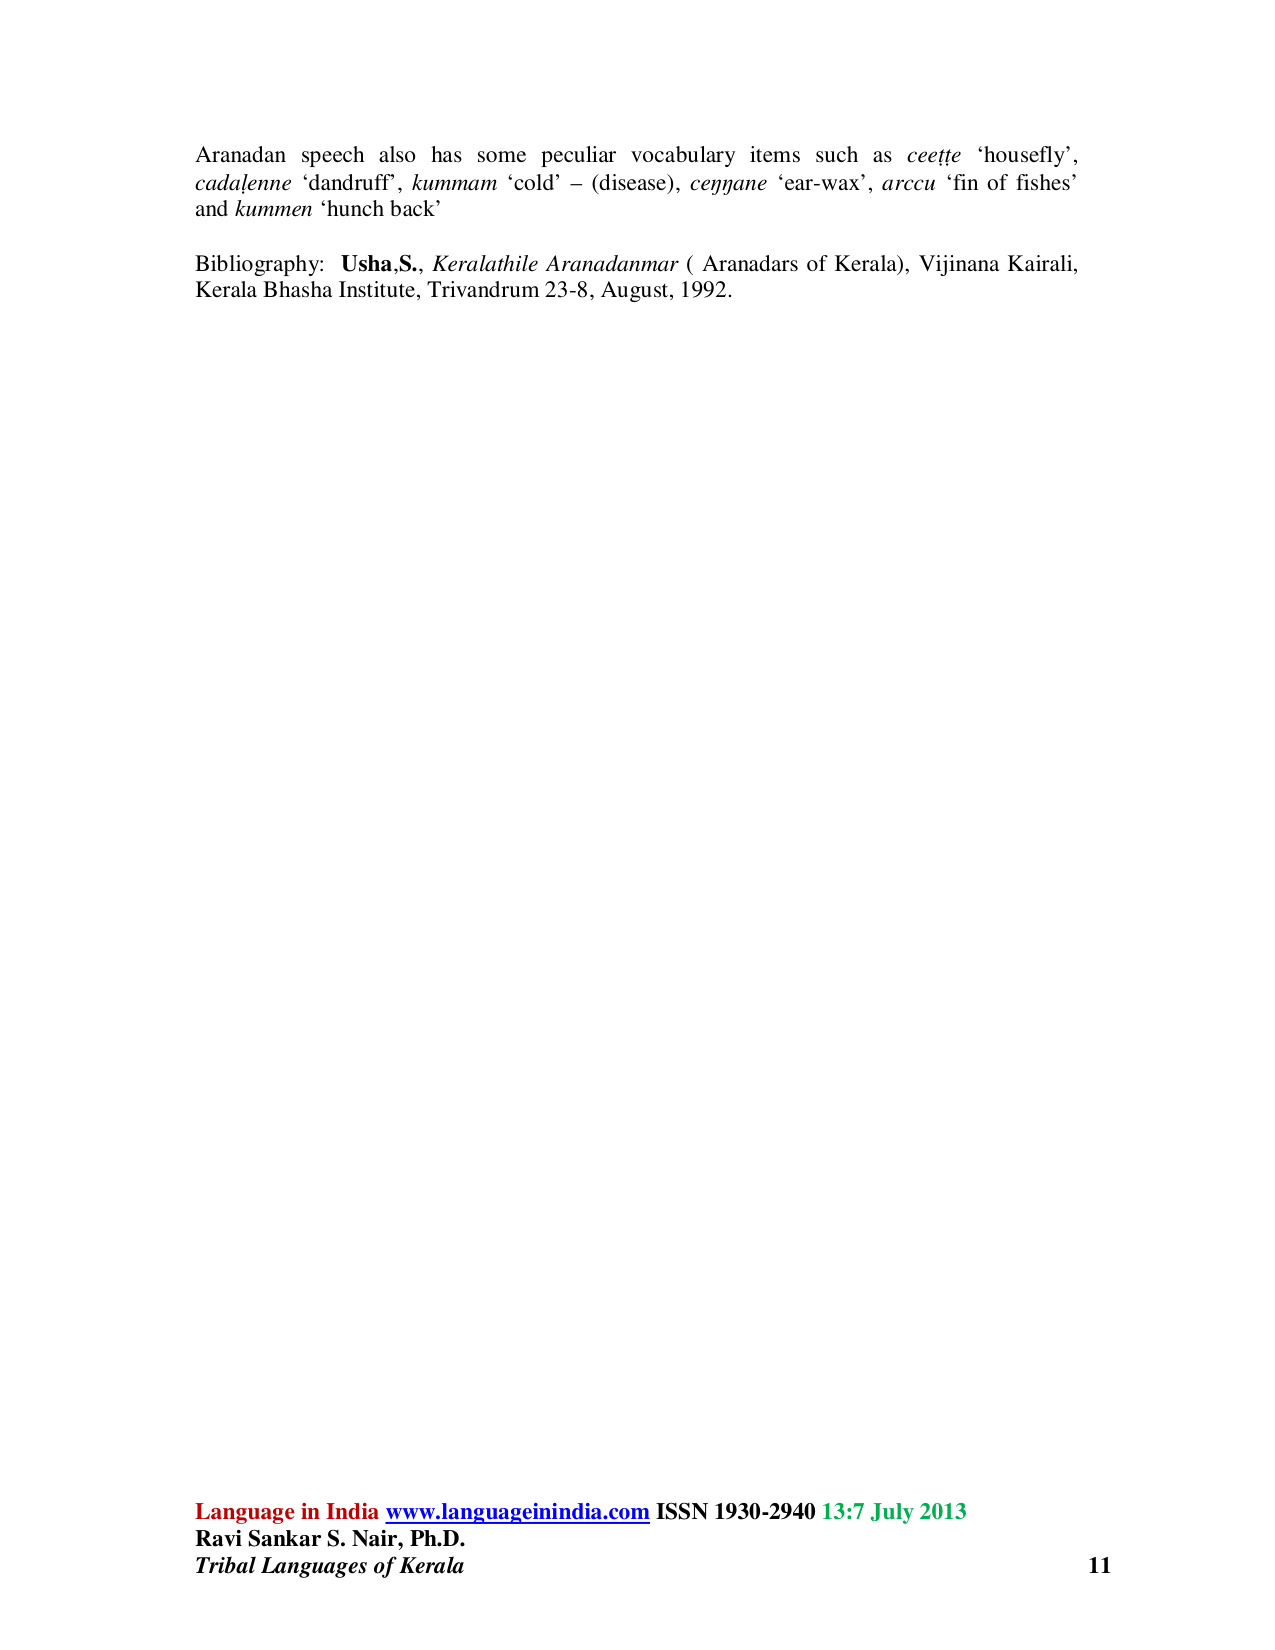 Aranadan speech also has some peculiar vocabulary items such as ceeṭṭe ‘housefly’,
cadaḷenne ‘dandruff’, kummam ‘cold’ – (disease), ceŋŋane ‘ear-wax’, arccu ‘fin of fishes’
and kummen ‘hunch back’
Bibliography: Usha,S., Keralathile Aranadanmar ( Aranadars of Kerala), Vijinana Kairali,
Kerala Bhasha Institute, Trivandrum 23-8, August, 1992.
Language in India www.languageinindia.com ISSN 1930-2940 13:7 July 2013
Ravi Sankar S. Nair, Ph.D.
Tribal Languages of Kerala 11